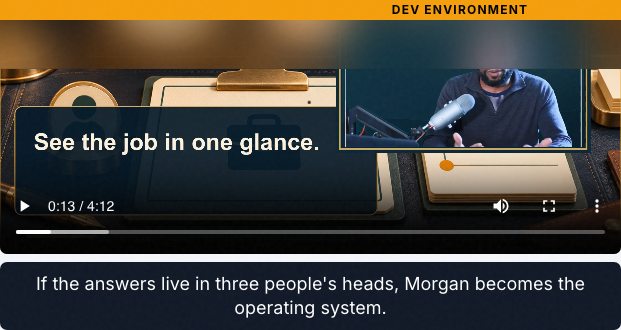 DEV ENVIRONMENT
See the job in one glance.
0:13 / 4:12
If the answers live in three people's heads, Morgan becomes the
operating system.